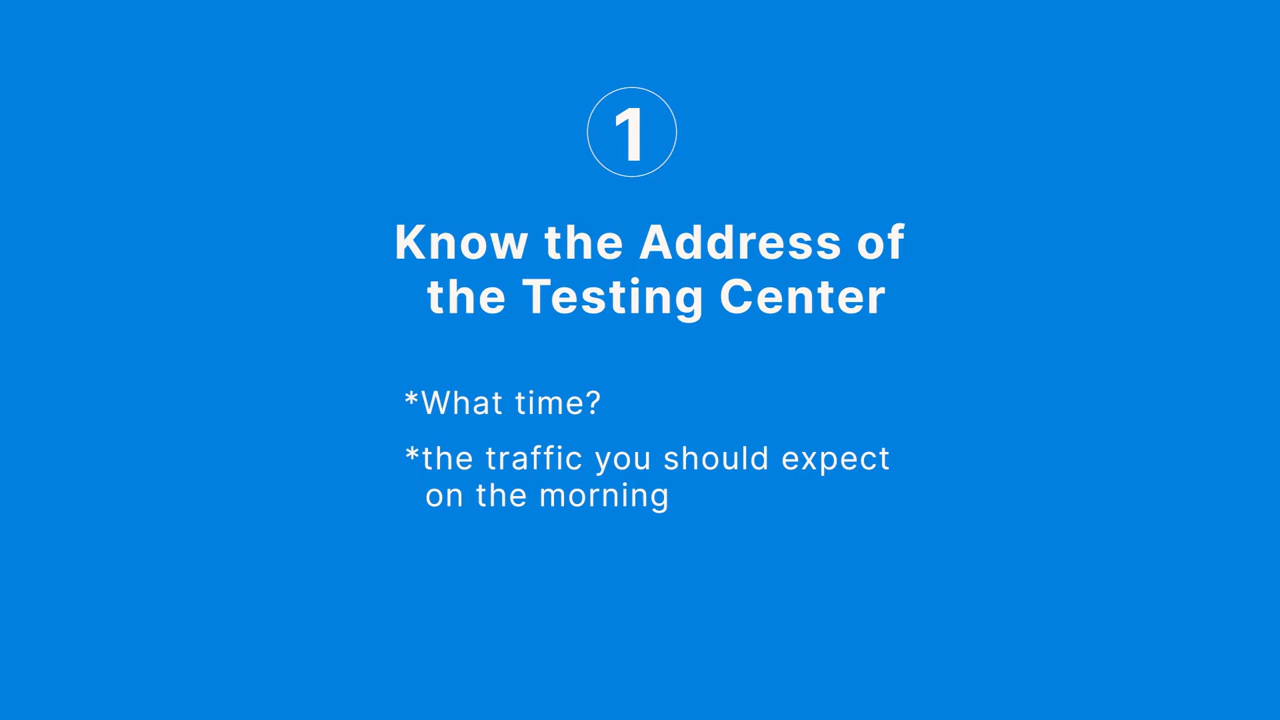 1
Know the Address of
the Testing Center
*What time?
*the traffic you should expect
on the morning